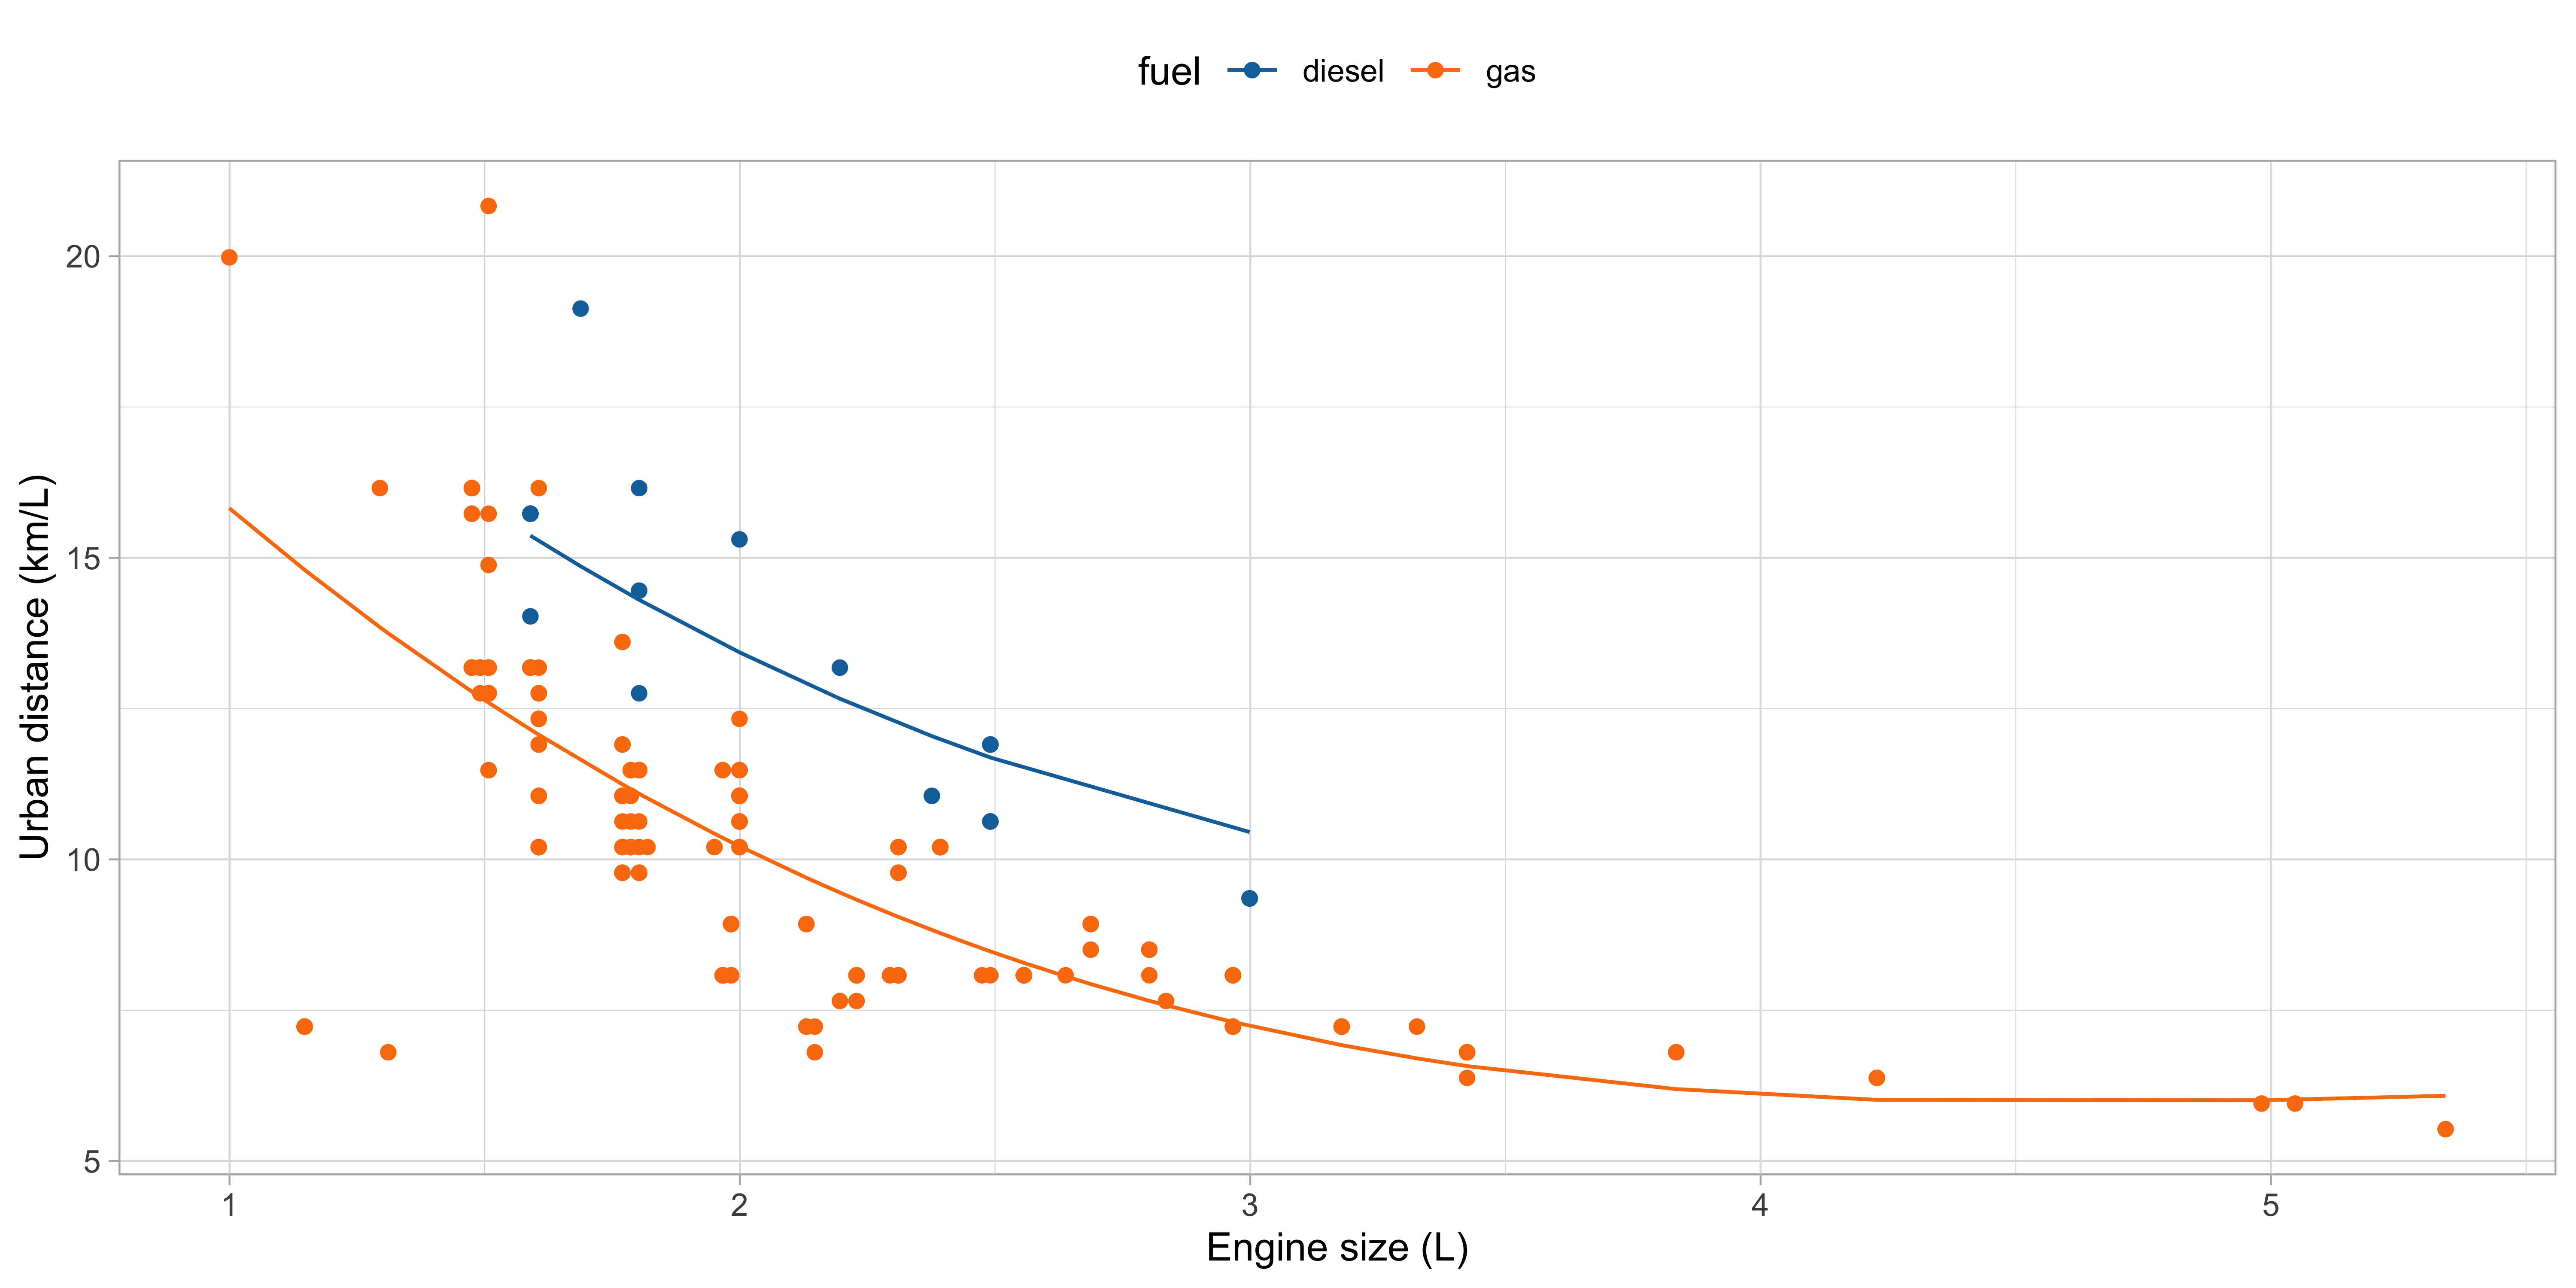 fuel diesel gas
Urban distance (km/L)
20
15
10
5
1 2 3 4 5
Engine size (L)